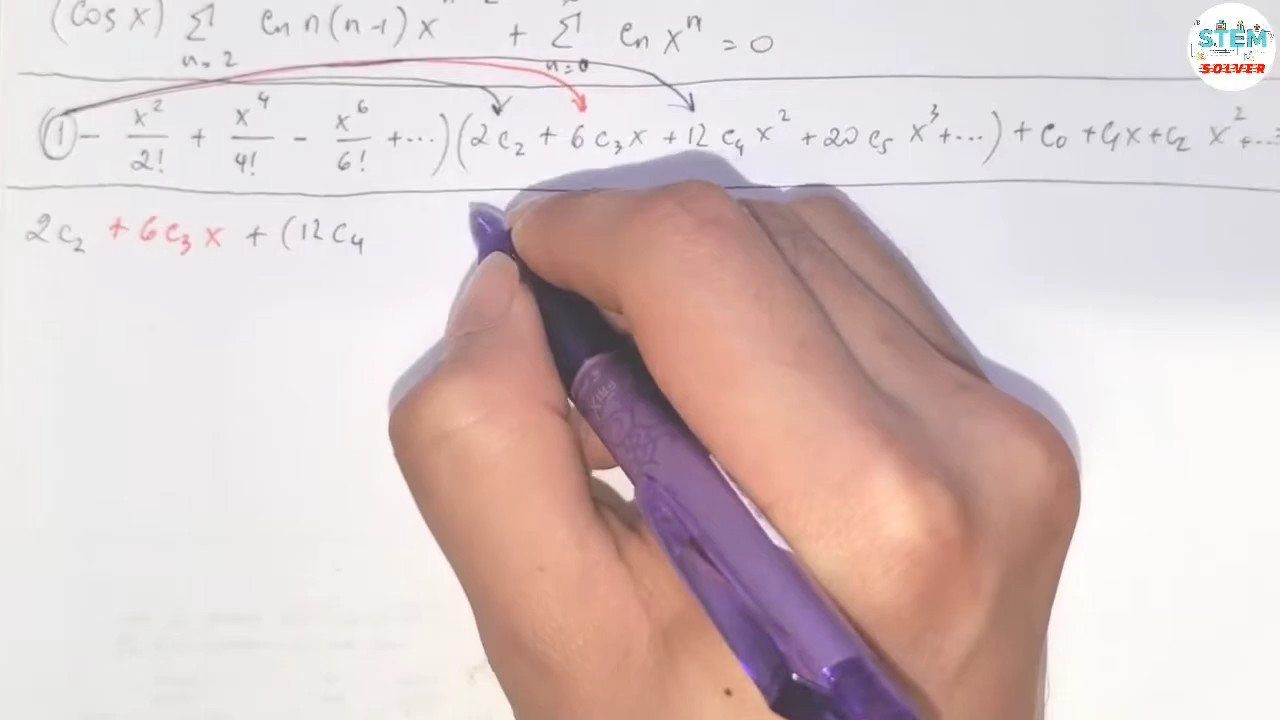 STEM
SOLVER
(cos x) Σ cₙ n(n-1) x + Σ cₙ xⁿ = 0
n=2 n=0
(1 - x²/2! + x⁴/4! - x⁶/6! + ...)(2c₂ + 6c₃x + 12c₄x² + 20c₅x³ + ...) + c₀ + c₁x + c₂x² + ...
2c₂ + 6c₃x + (12c₄